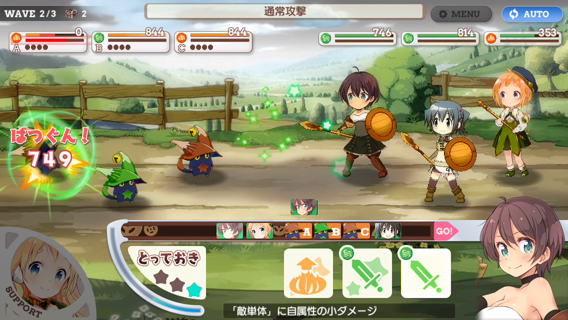 WAVE 2/3 2
通常攻撃
MENU
AUTO
0 844 844
A B C
746 814 353
ばつぐん!
749
A B C GO!
とっておき
SUPPORT
「敵単体」に自属性の小ダメージ